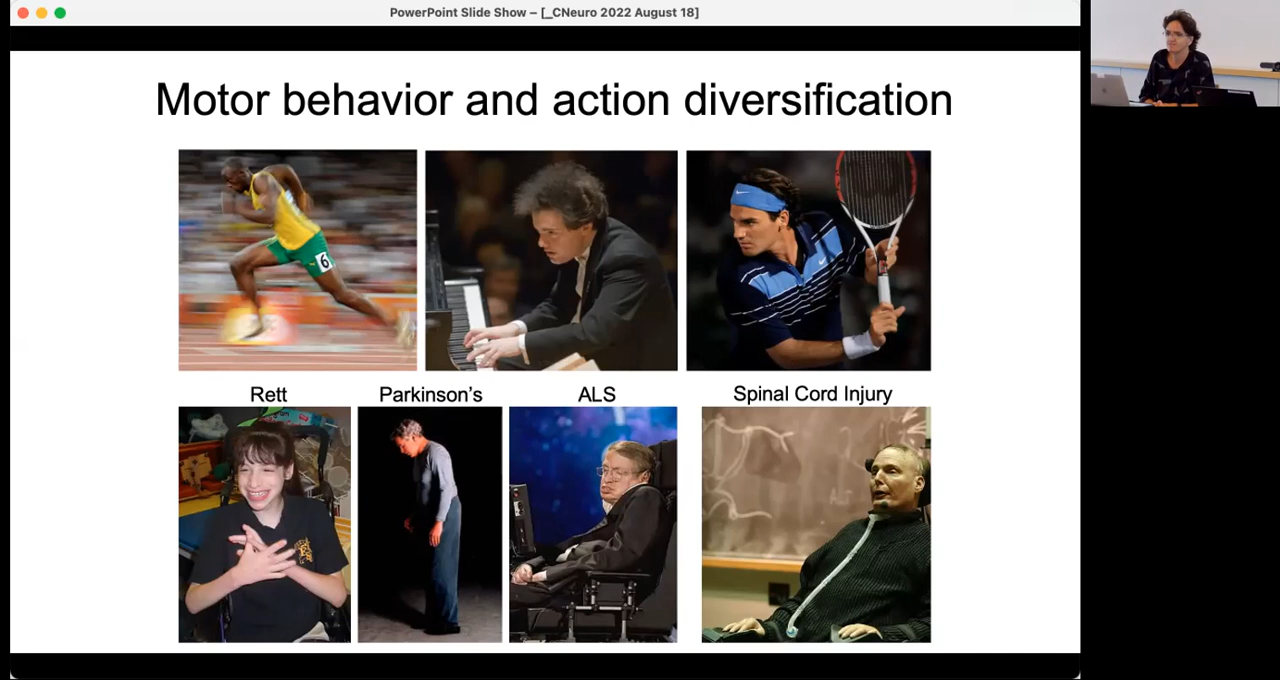 PowerPoint Slide Show – [_CNeuro 2022 August 18]
Motor behavior and action diversification
6
Rett
Parkinson’s
ALS
Spinal Cord Injury